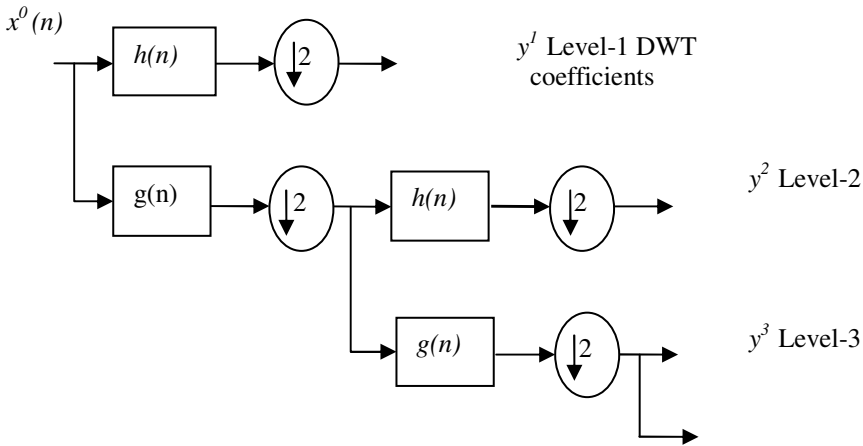 x⁰(n)
h(n)
↓2
y¹ Level-1 DWT
coefficients
g(n)
↓2
h(n)
↓2
y² Level-2
g(n)
↓2
y³ Level-3